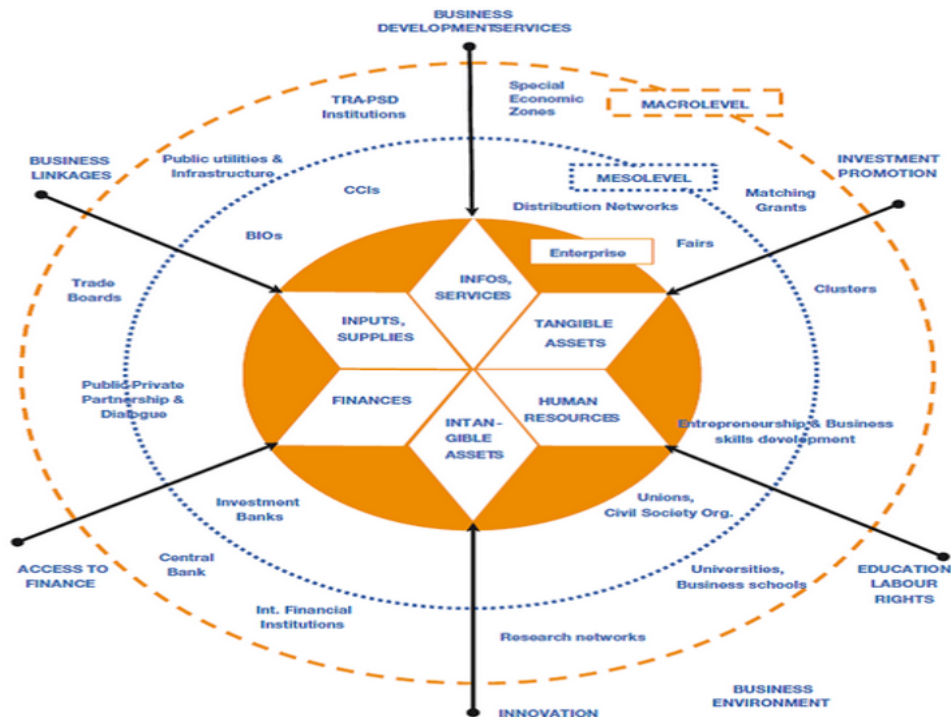 BUSINESS
DEVELOPMENTSERVICES
Special
Economic
Zones
TRA-PSD
Institutions
MACROLEVEL
BUSINESS
LINKAGES
Public utilities &
Infrastructure
CCIs
MESOLEVEL
INVESTMENT
PROMOTION
Matching
Grants
Distribution Networks
BIOs
Enterprise
Fairs
Trade
Boards
INFOS,
SERVICES
Clusters
INPUTS,
SUPPLIES
TANGIBLE
ASSETS
Public-Private
Partnership &
Dialogue
FINANCES
HUMAN
RESOURCES
INTAN-
GIBLE
ASSETS
Entrepreneurship & Business
skills development
Investment
Banks
Unions,
Civil Society Org.
ACCESS TO
FINANCE
Central
Bank
Universities,
Business schools
EDUCATION
LABOUR
RIGHTS
Int. Financial
Institutions
Research networks
BUSINESS
ENVIRONMENT
INNOVATION